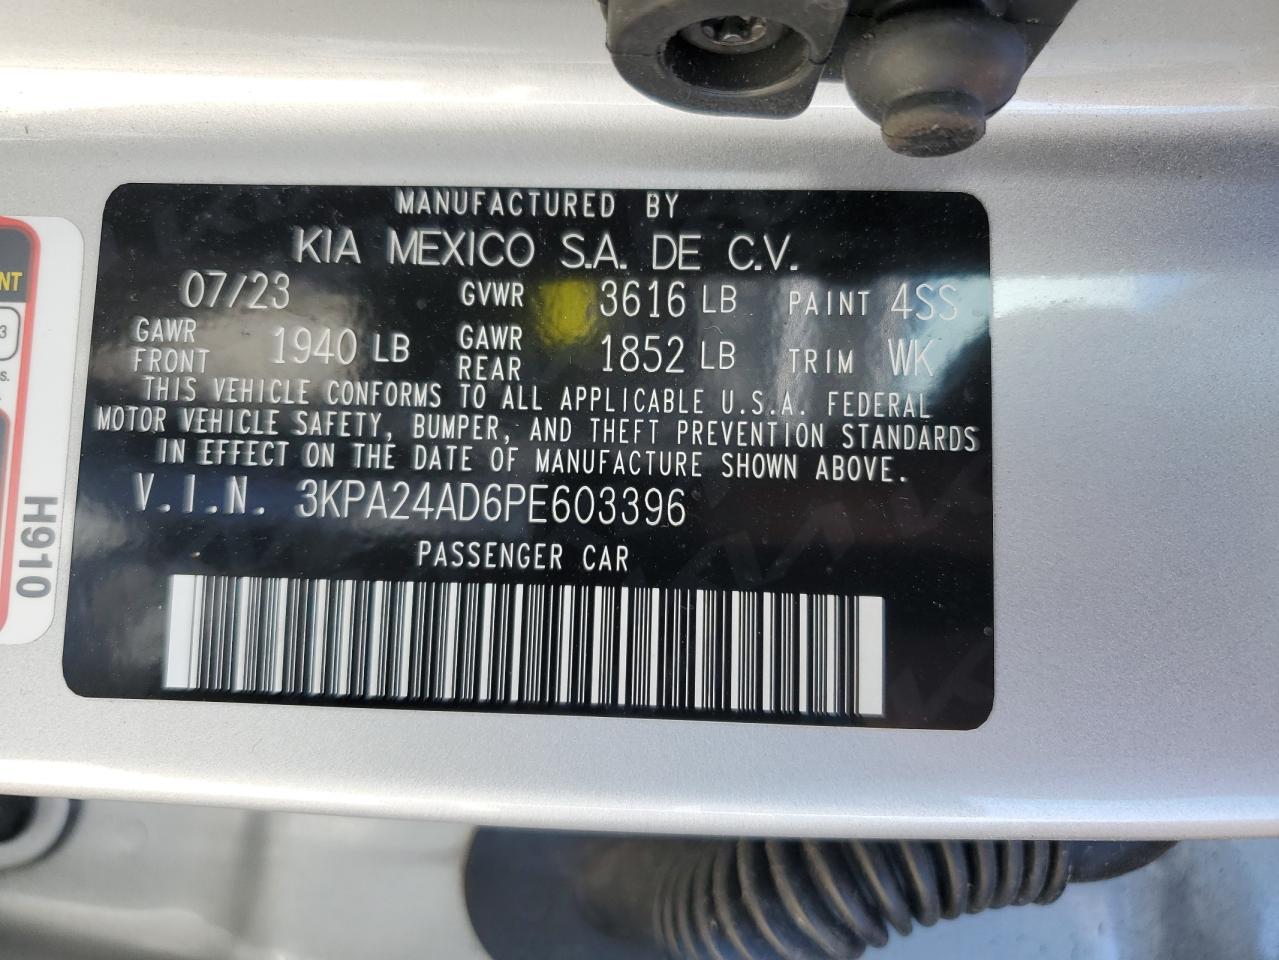 MANUFACTURED BY
KIA MEXICO S.A. DE C.V.
07/23 GVWR 3616 LB PAINT 4SS
GAWR FRONT 1940 LB GAWR REAR 1852 LB TRIM WK
THIS VEHICLE CONFORMS TO ALL APPLICABLE U.S.A. FEDERAL
MOTOR VEHICLE SAFETY, BUMPER, AND THEFT PREVENTION STANDARDS
IN EFFECT ON THE DATE OF MANUFACTURE SHOWN ABOVE.
V.I.N. 3KPA24AD6PE603396
PASSENGER CAR
NT
3
s.
H910